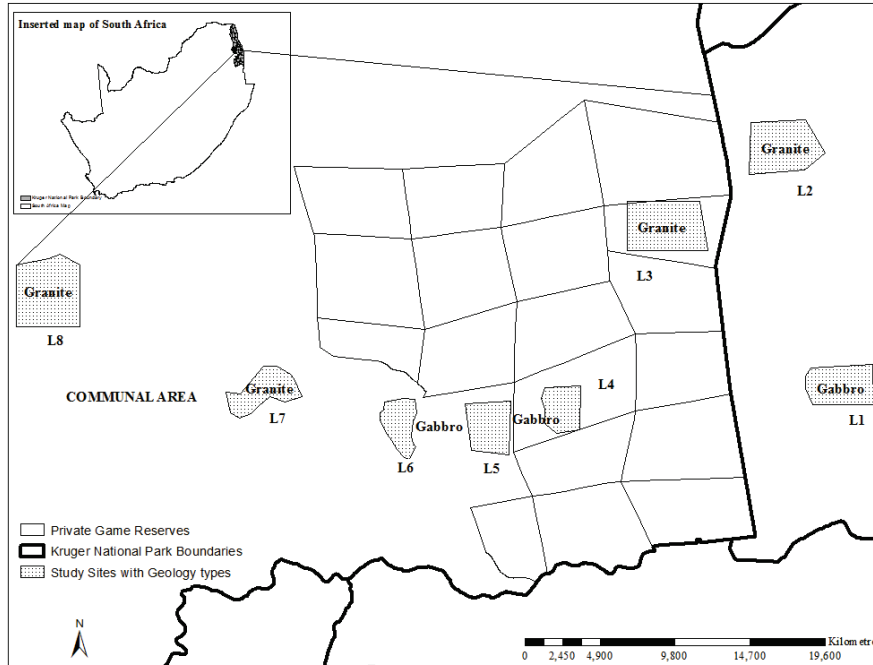 Inserted map of South Africa
Kruger National Park Boundary
South Africa Map
Granite
L2
Granite
L3
Granite
L8
COMMUNAL AREA
Granite
L7
Gabbro
L6
L5
Gabbro
L4
Gabbro
L1
Private Game Reserves
Kruger National Park Boundaries
Study Sites with Geology types
N
Kilometre
0 2,450 4,900 9,800 14,700 19,600